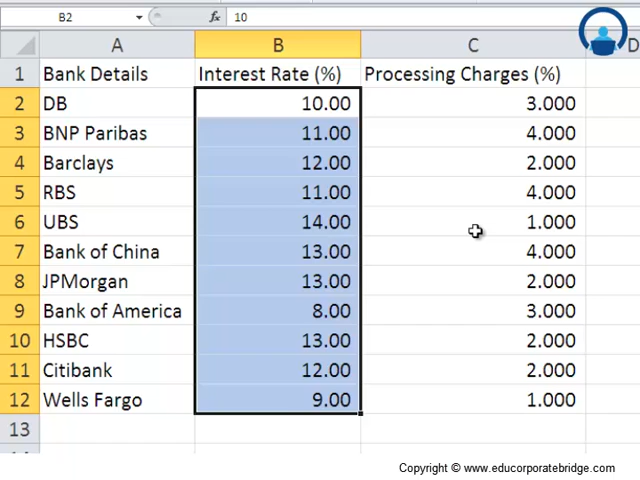 B2 fx 10
A B C D
1 Bank Details Interest Rate (%) Processing Charges (%)
2 DB 10.00 3.000
3 BNP Paribas 11.00 4.000
4 Barclays 12.00 2.000
5 RBS 11.00 4.000
6 UBS 14.00 1.000
7 Bank of China 13.00 4.000
8 JPMorgan 13.00 2.000
9 Bank of America 8.00 3.000
10 HSBC 13.00 2.000
11 Citibank 12.00 2.000
12 Wells Fargo 9.00 1.000
13
Copyright © www.educorporatebridge.com